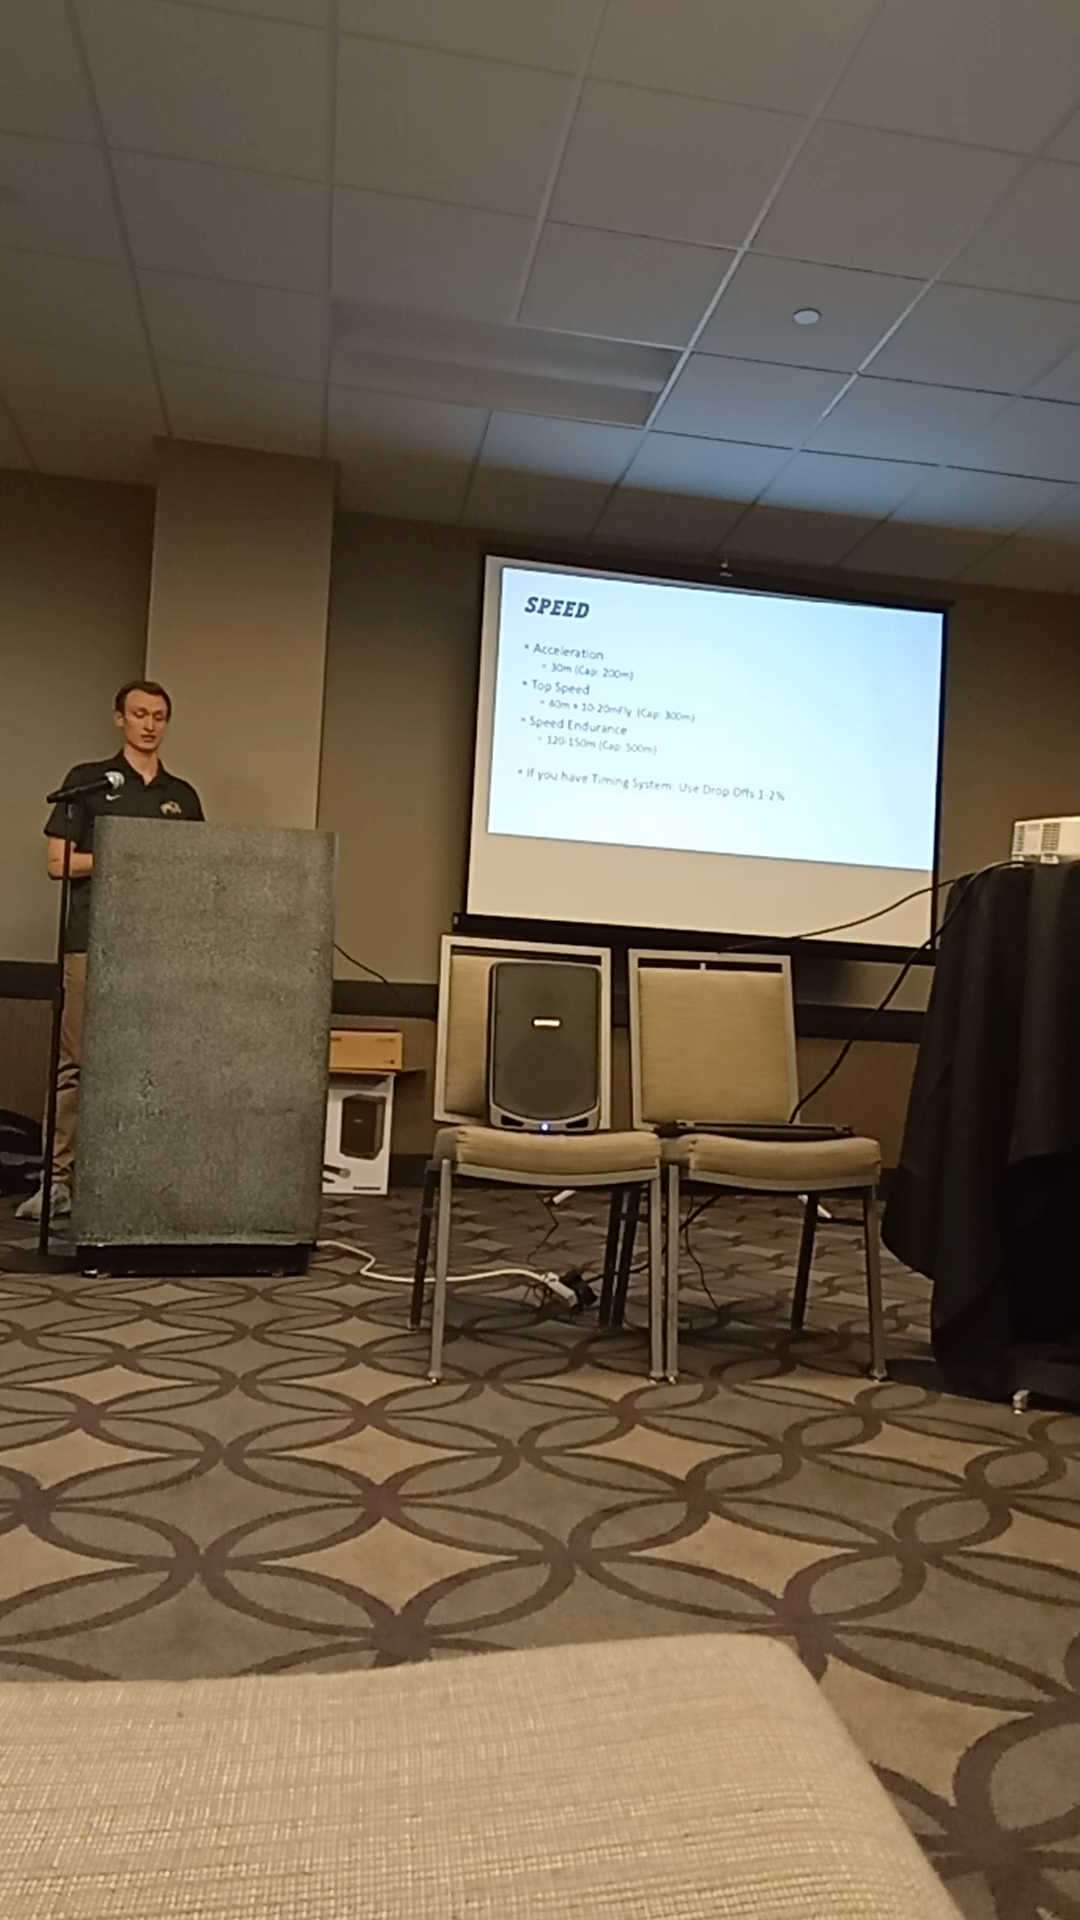 SPEED
• Acceleration
• 30m (Cap: 200m)
• Top Speed
• 40m + 10-20mFly (Cap: 300m)
• Speed Endurance
• 120-150m (Cap: 500m)
• If you have Timing System: Use Drop Offs 1-2%